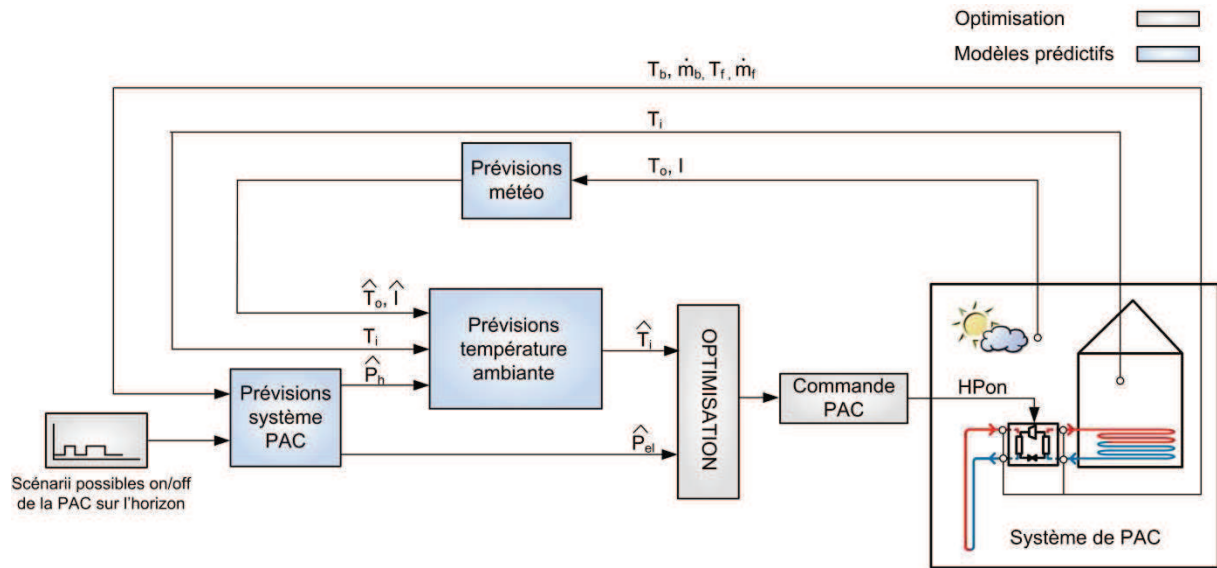 Optimisation
Modèles prédictifs
T_b, ṁ_b, T_f, ṁ_f
T_i
Prévisions
météo
T_o, I
T̂_o, Î
T_i
P̂_h
Prévisions
température
ambiante
T̂_i
OPTIMISATION
Commande
PAC
HPon
Prévisions
système
PAC
P̂_el
Scénarii possibles on/off
de la PAC sur l'horizon
Système de PAC